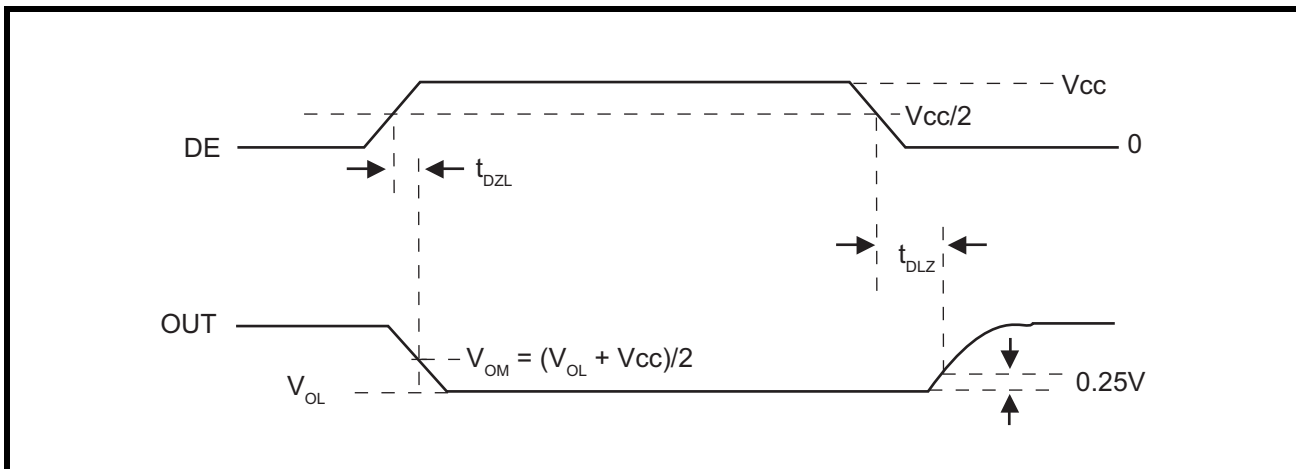 Vcc
Vcc/2
DE
0
tDZL
tDLZ
OUT
VOM = (VOL + Vcc)/2
VOL
0.25V